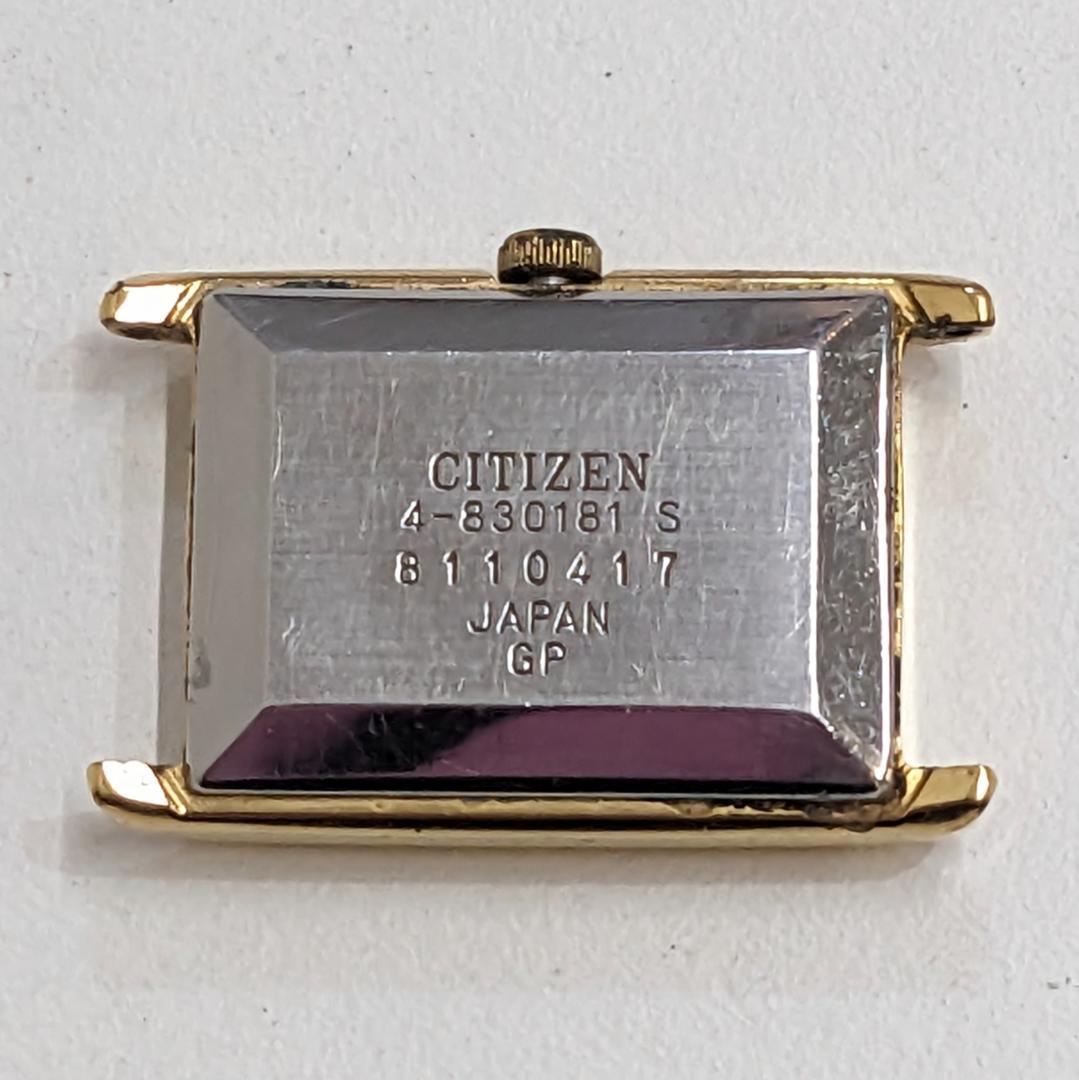 CITIZEN
4-830181 S
8110417
JAPAN
GP